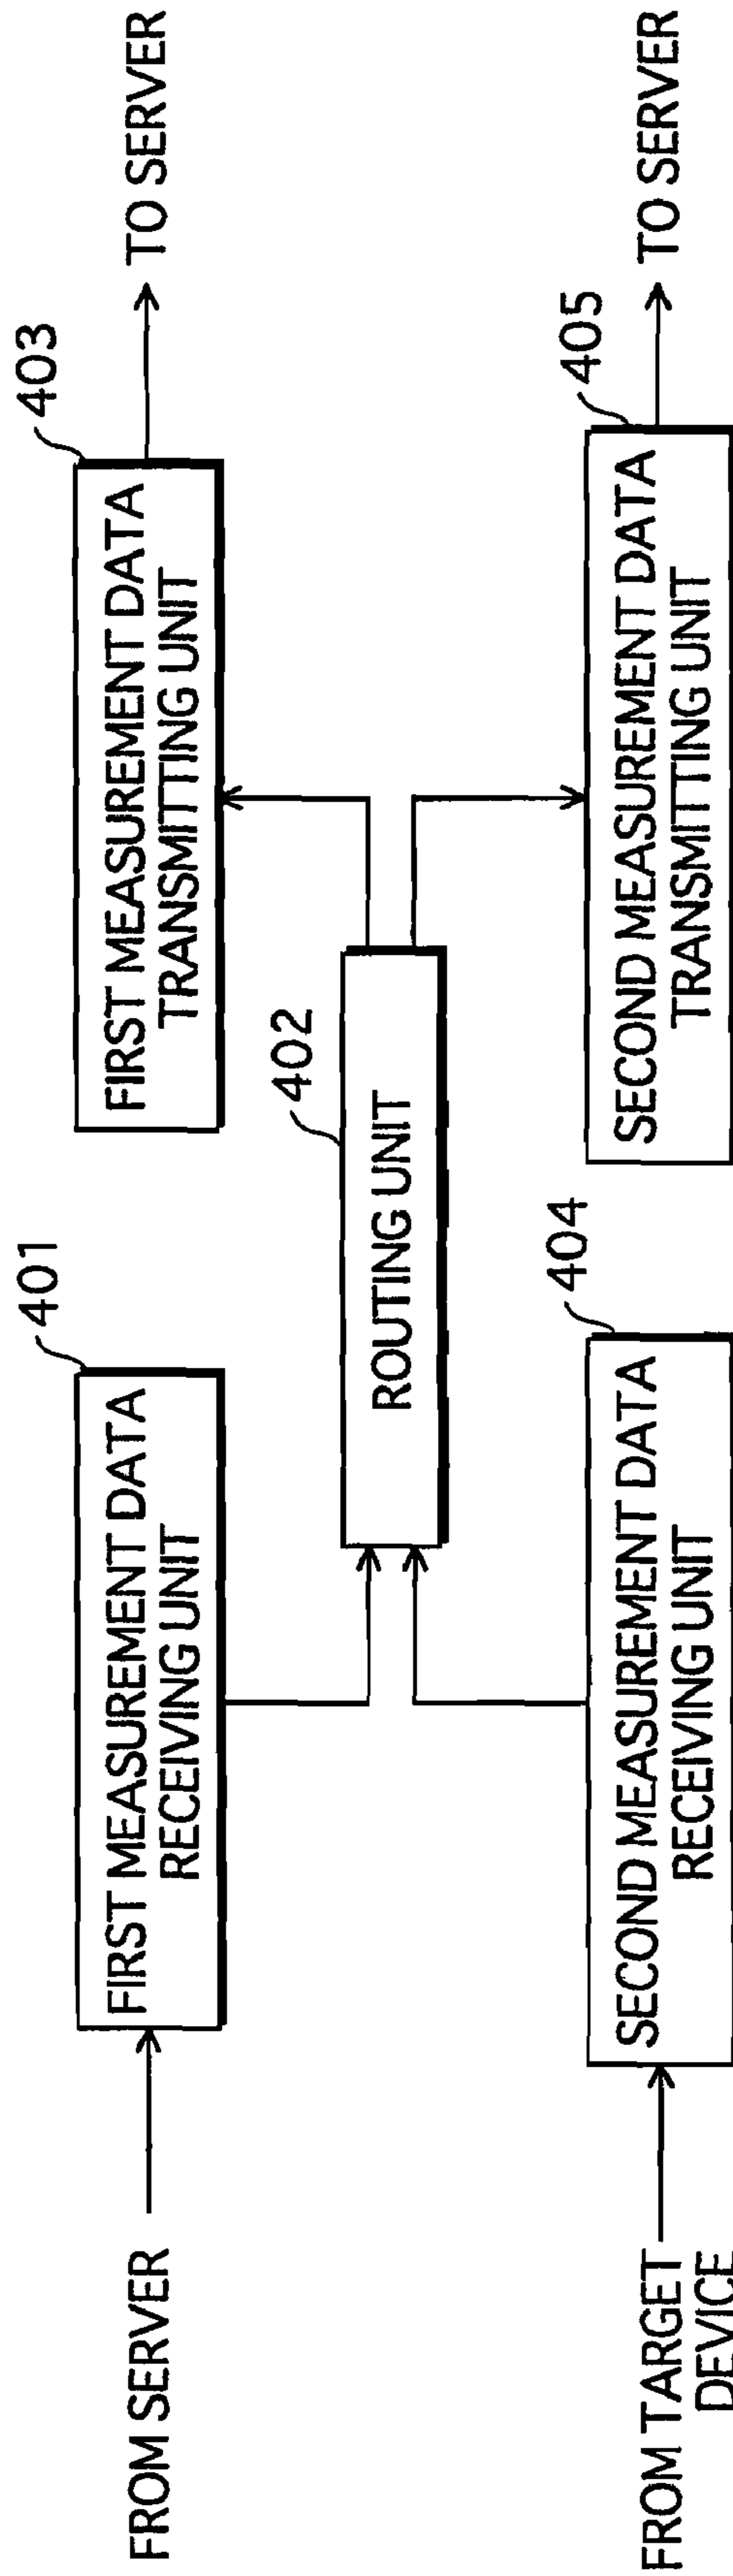 FROM SERVER
401
FIRST MEASUREMENT DATA
RECEIVING UNIT
403
FIRST MEASUREMENT DATA
TRANSMITTING UNIT
TO SERVER
402
ROUTING UNIT
FROM TARGET
DEVICE
404
SECOND MEASUREMENT DATA
RECEIVING UNIT
405
SECOND MEASUREMENT DATA
TRANSMITTING UNIT
TO SERVER